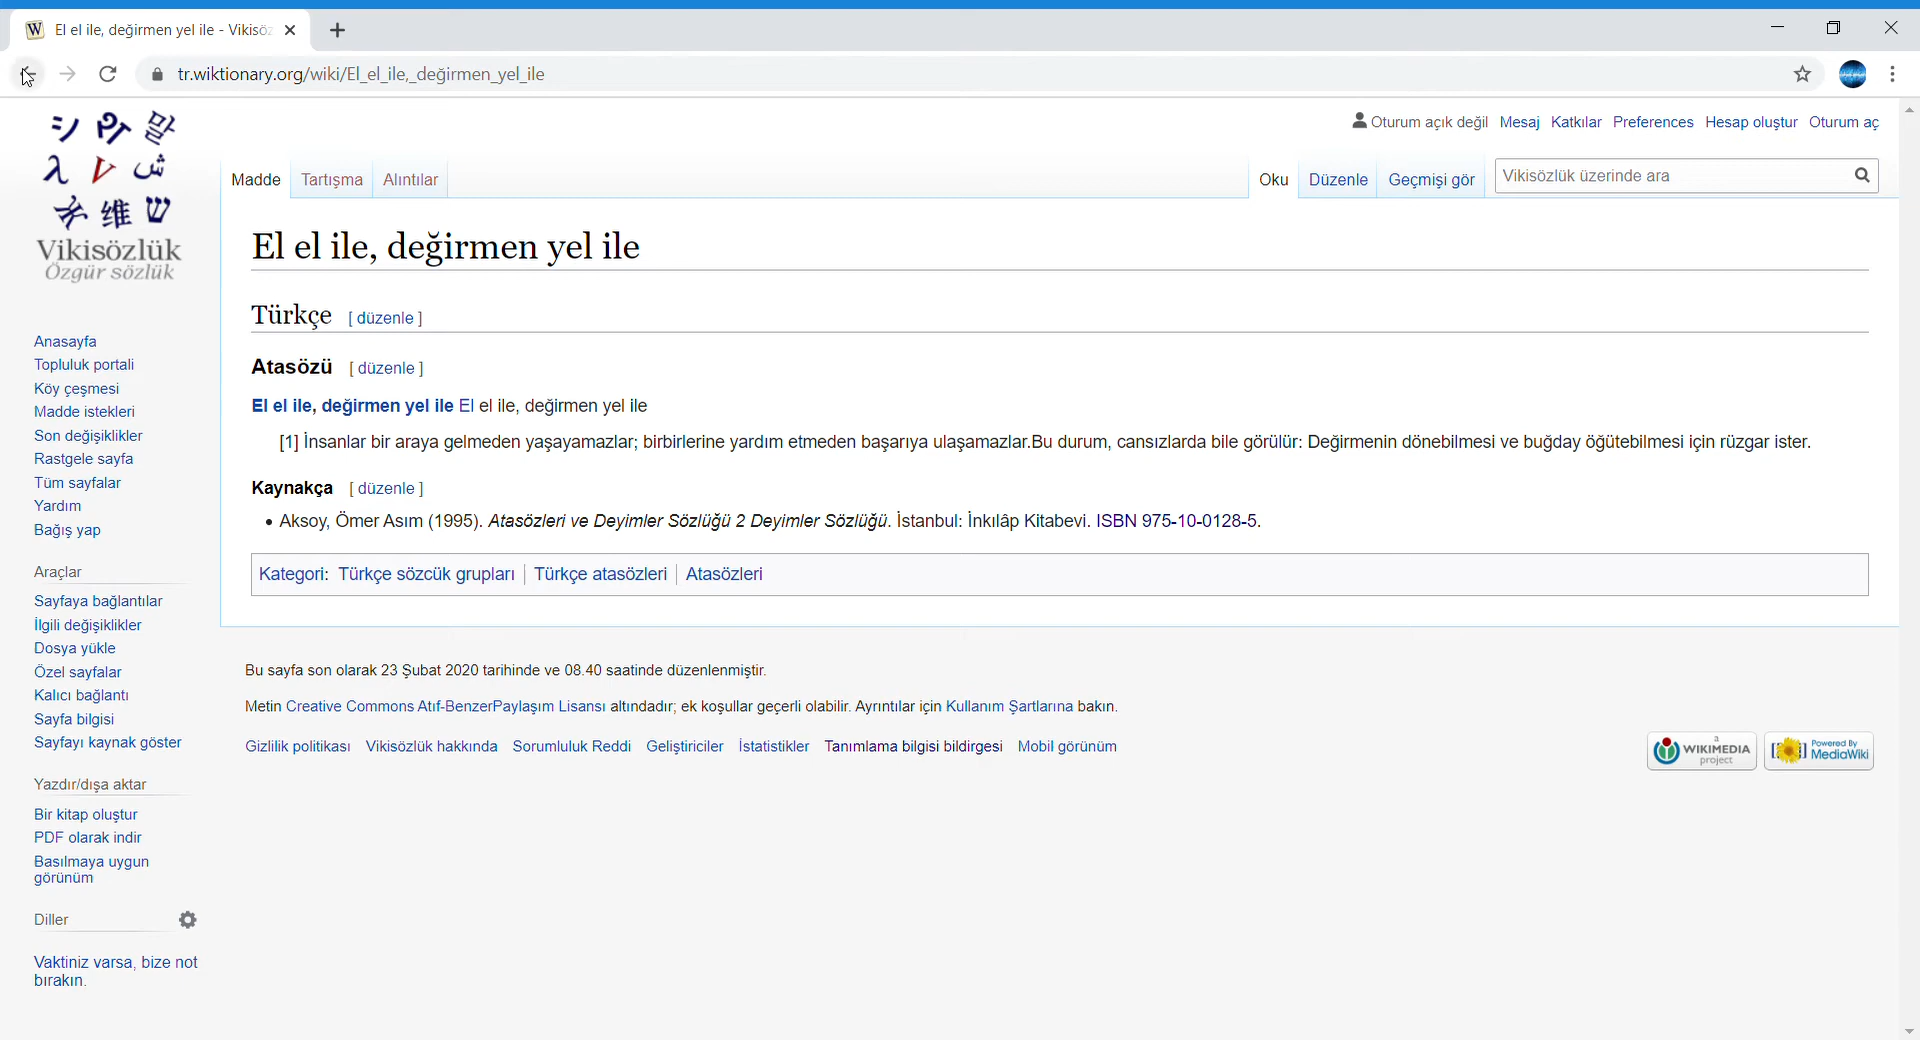 El el ile, değirmen yel ile - Vikisöz
tr.wiktionary.org/wiki/El_el_ile,_değirmen_yel_ile
Vikisözlük
Özgür sözlük
Oturum açık değil Mesaj Katkılar Preferences Hesap oluştur Oturum aç
Madde Tartışma Alıntılar Oku Düzenle Geçmişi gör Vikisözlük üzerinde ara
El el ile, değirmen yel ile
Türkçe [ düzenle ]
Atasözü [ düzenle ]
El el ile, değirmen yel ile El el ile, değirmen yel ile
[1] İnsanlar bir araya gelmeden yaşayamazlar; birbirlerine yardım etmeden başarıya ulaşamazlar.Bu durum, cansızlarda bile görülür: Değirmenin dönebilmesi ve buğday öğütebilmesi için rüzgar ister.
Kaynakça [ düzenle ]
• Aksoy, Ömer Asım (1995). Atasözleri ve Deyimler Sözlüğü 2 Deyimler Sözlüğü. İstanbul: İnkılâp Kitabevi. ISBN 975-10-0128-5.
Kategori: Türkçe sözcük grupları | Türkçe atasözleri | Atasözleri
Anasayfa
Topluluk portali
Köy çeşmesi
Madde istekleri
Son değişiklikler
Rastgele sayfa
Tüm sayfalar
Yardım
Bağış yap
Araçlar
Sayfaya bağlantılar
İlgili değişiklikler
Dosya yükle
Özel sayfalar
Kalıcı bağlantı
Sayfa bilgisi
Sayfayı kaynak göster
Yazdır/dışa aktar
Bir kitap oluştur
PDF olarak indir
Basılmaya uygun
görünüm
Diller
Vaktiniz varsa, bize not
bırakın.
Bu sayfa son olarak 23 Şubat 2020 tarihinde ve 08.40 saatinde düzenlenmiştir.
Metin Creative Commons Atıf-BenzerPaylaşım Lisansı altındadır; ek koşullar geçerli olabilir. Ayrıntılar için Kullanım Şartlarına bakın.
Gizlilik politikası Vikisözlük hakkında Sorumluluk Reddi Geliştiriciler İstatistikler Tanımlama bilgisi bildirgesi Mobil görünüm
a
WIKIMEDIA
project
Powered By
MediaWiki